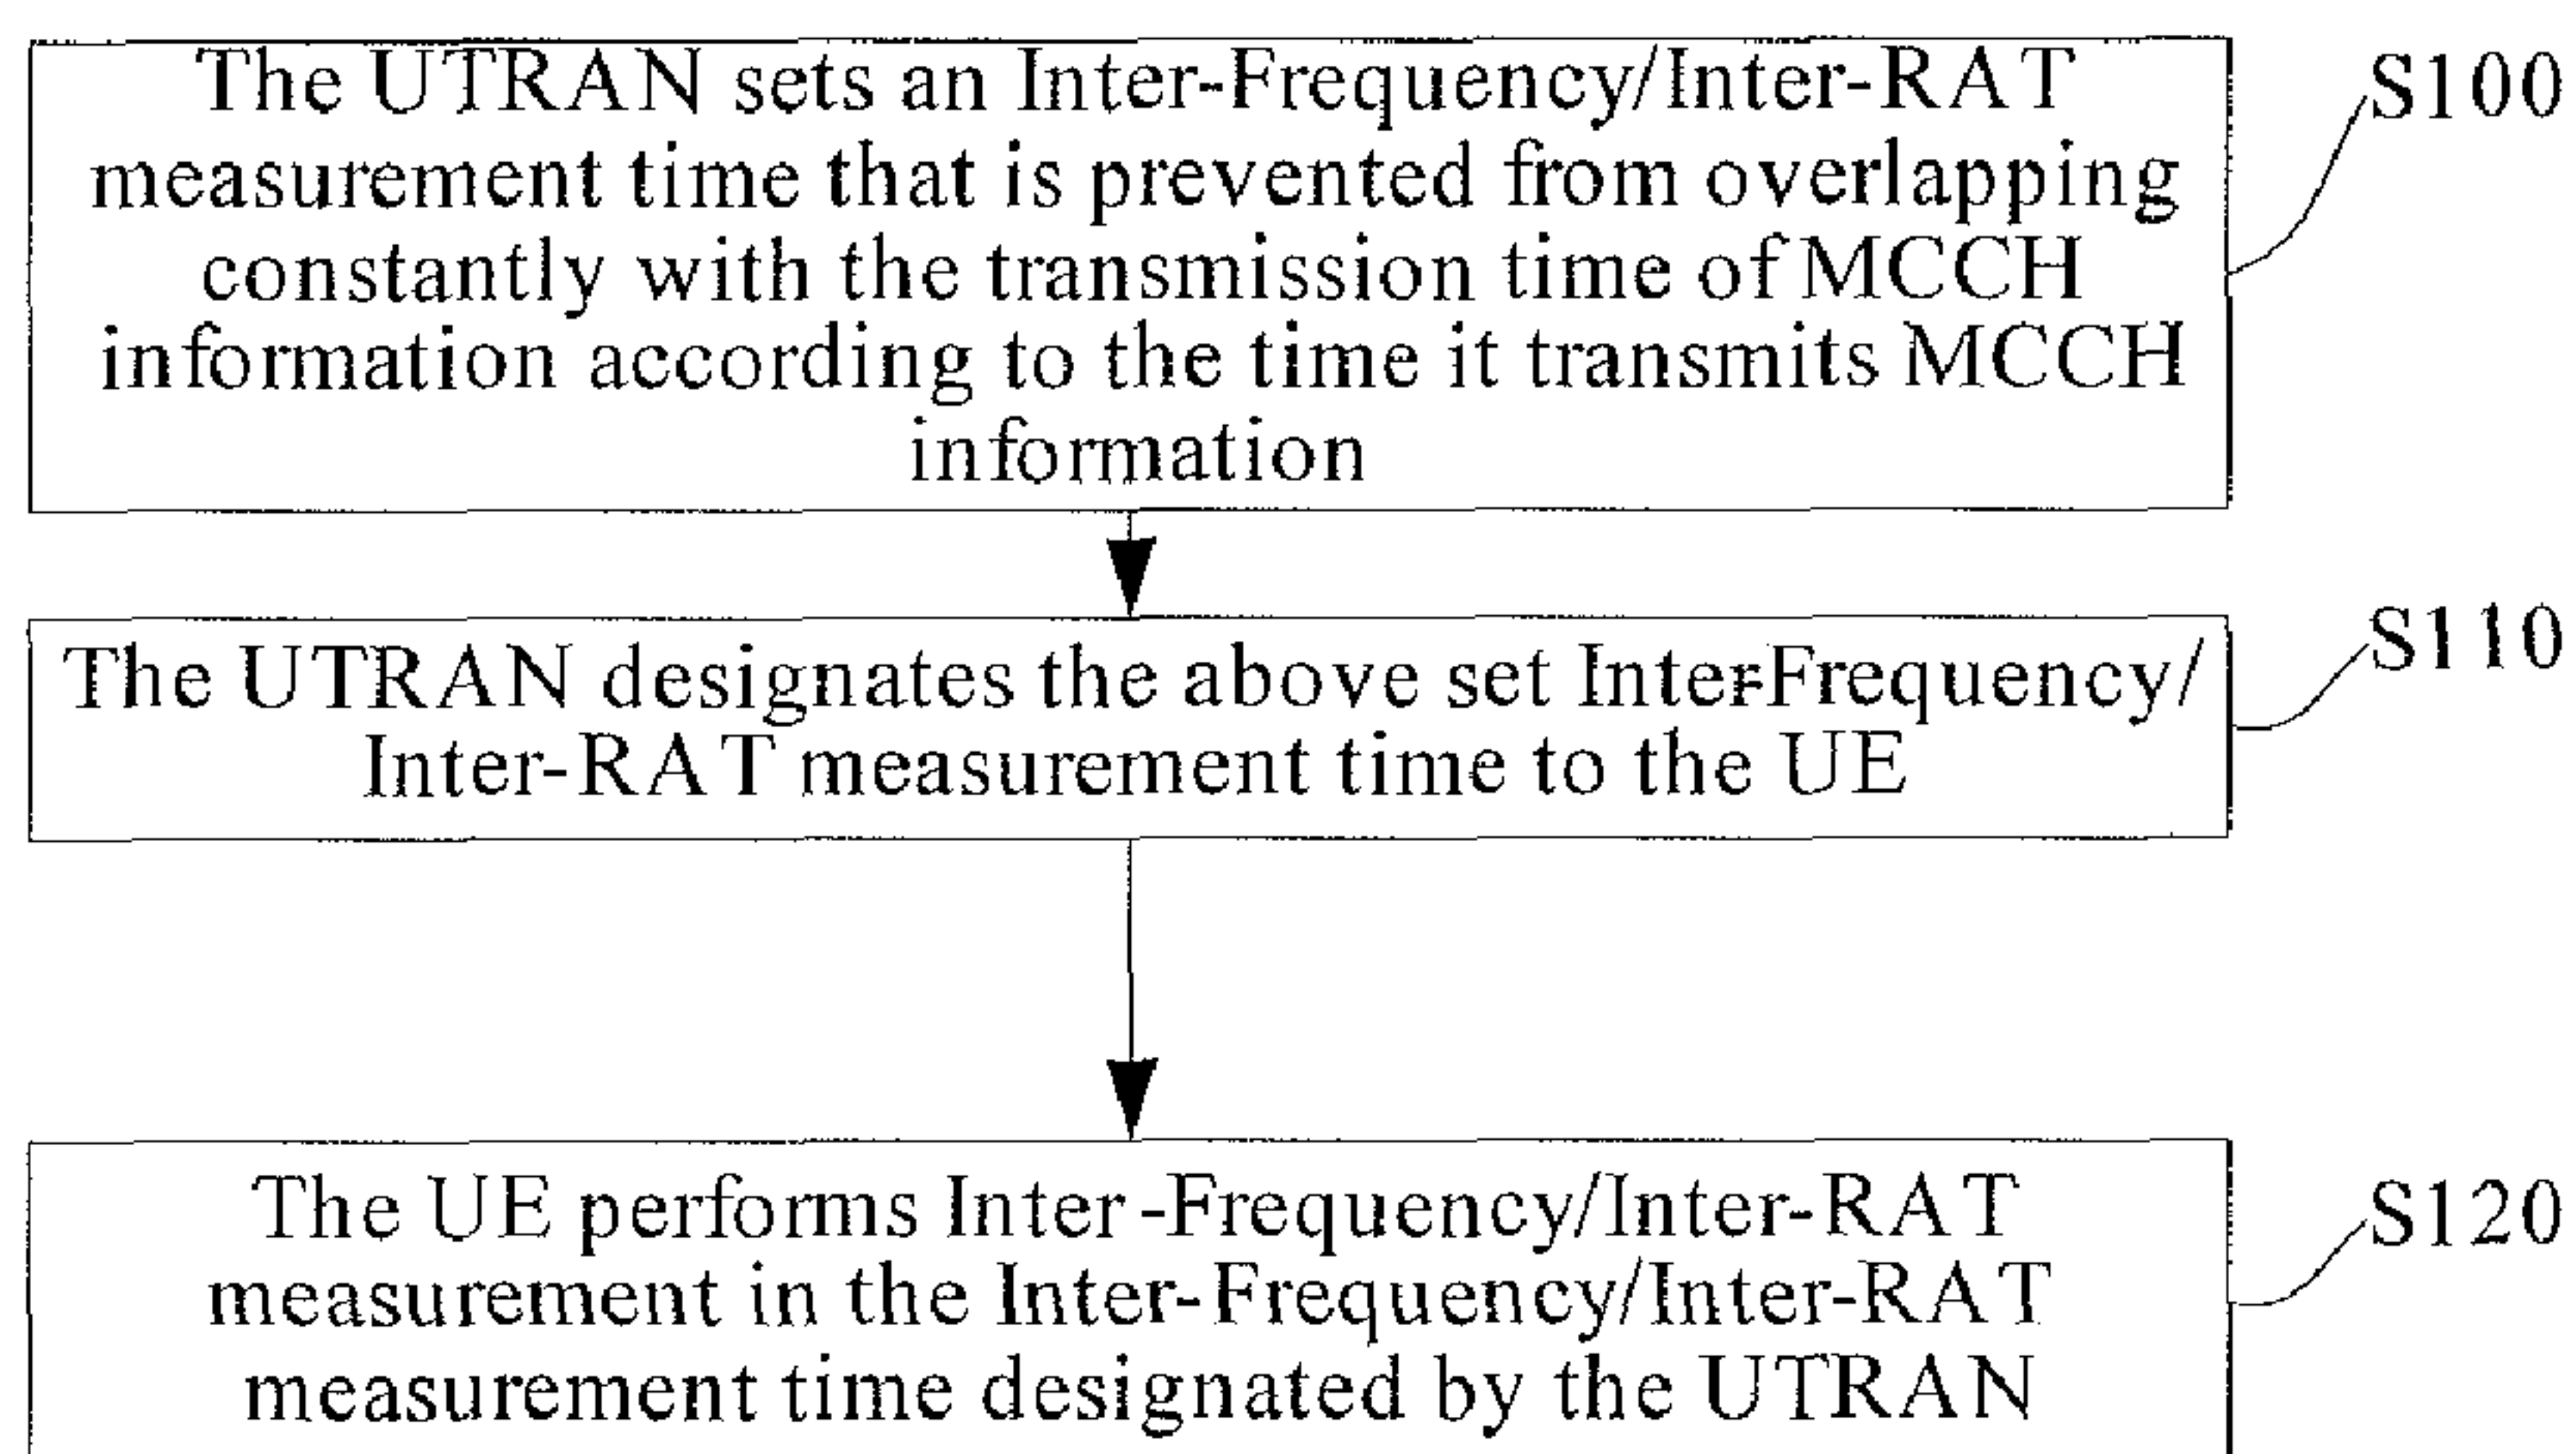 The UTRAN sets an Inter-Frequency/Inter-RAT
measurement time that is prevented from overlapping
constantly with the transmission time of MCCH
information according to the time it transmits MCCH
information
S100
The UTRAN designates the above set Inter-Frequency/
Inter-RAT measurement time to the UE
S110
The UE performs Inter-Frequency/Inter-RAT
measurement in the Inter-Frequency/Inter-RAT
measurement time designated by the UTRAN
S120